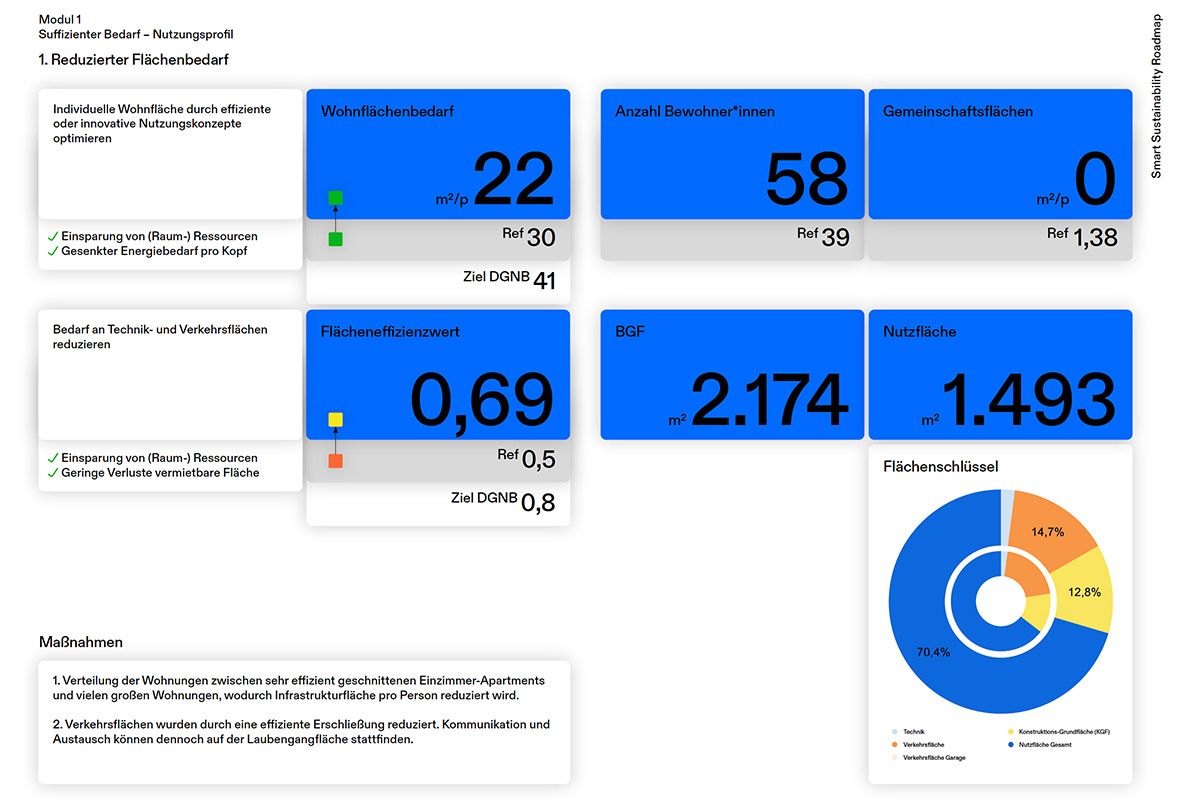 Modul 1
Suffizienter Bedarf – Nutzungsprofil
1. Reduzierter Flächenbedarf
Smart Sustainability Roadmap
Individuelle Wohnfläche durch effiziente
oder innovative Nutzungskonzepte
optimieren
Einsparung von (Raum-) Ressourcen
Gesenkter Energiebedarf pro Kopf
Wohnflächenbedarf
m²/p 22
Ref 30
Ziel DGNB 41
Anzahl Bewohner*innen
58
Ref 39
Gemeinschaftsflächen
m²/p 0
Ref 1,38
Bedarf an Technik- und Verkehrsflächen
reduzieren
Einsparung von (Raum-) Ressourcen
Geringe Verluste vermietbare Fläche
Flächeneffizienzwert
0,69
Ref 0,5
Ziel DGNB 0,8
BGF
m² 2.174
Nutzfläche
m² 1.493
Flächenschlüssel
14,7%
12,8%
70,4%
Technik
Verkehrsfläche
Verkehrsfläche Garage
Konstruktions-Grundfläche (KGF)
Nutzfläche Gesamt
Maßnahmen
1. Verteilung der Wohnungen zwischen sehr effizient geschnittenen Einzimmer-Apartments
und vielen großen Wohnungen, wodurch Infrastrukturfläche pro Person reduziert wird.
2. Verkehrsflächen wurden durch eine effiziente Erschließung reduziert. Kommunikation und
Austausch können dennoch auf der Laubengangfläche stattfinden.